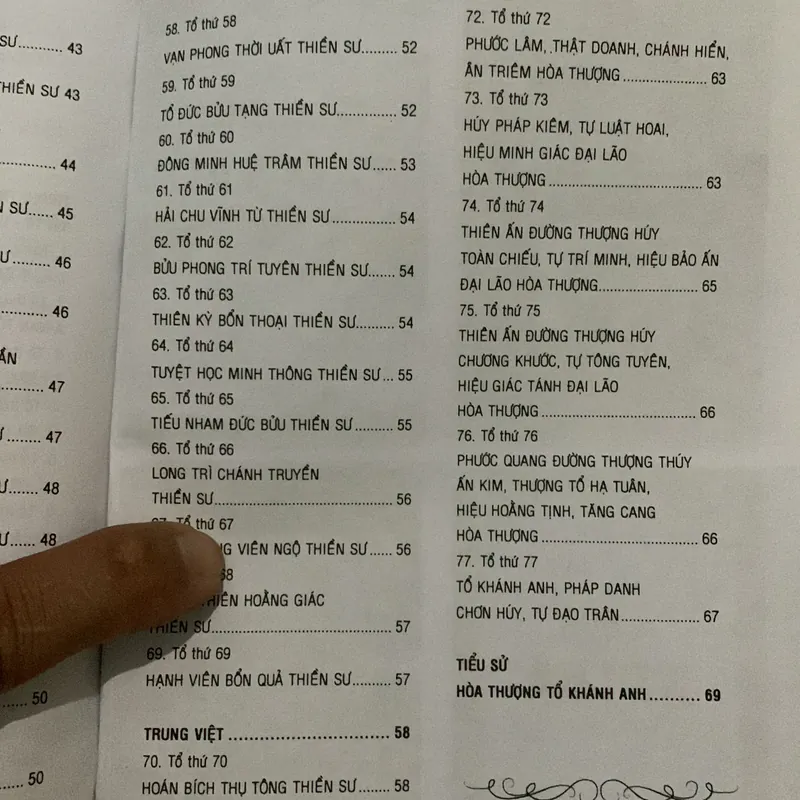 SƯ............ 43
THIỀN SƯ 43
............... 44
SƯ...... 45
Ư.......... 46
............ 46
ẦN
............... 47
Ư........ 47
Ư....... 48
Ư...... 48
...... 50
...... 50
58. Tổ thứ 58
VẠN PHONG THỜI UẤT THIỀN SƯ......... 52
59. Tổ thứ 59
TỔ ĐỨC BỬU TẠNG THIỀN SƯ............... 52
60. Tổ thứ 60
ĐÔNG MINH HUỆ TRÂM THIỀN SƯ...... 53
61. Tổ thứ 61
HẢI CHU VĨNH TỪ THIỀN SƯ................ 54
62. Tổ thứ 62
BỬU PHONG TRÍ TUYÊN THIỀN SƯ....... 54
63. Tổ thứ 63
THIÊN KỲ BỔN THOẠI THIỀN SƯ.......... 54
64. Tổ thứ 64
TUYỆT HỌC MINH THÔNG THIỀN SƯ ... 55
65. Tổ thứ 65
TIẾU NHAM ĐỨC BỬU THIỀN SƯ.......... 55
66. Tổ thứ 66
LONG TRÌ CHÁNH TRUYỀN
THIỀN SƯ............................................. 56
67. Tổ thứ 67
VIÊN NGỘ THIỀN SƯ...... 56
68
THIÊN HOẰNG GIÁC
THIỀN SƯ............................................. 57
69. Tổ thứ 69
HẠNH VIÊN BỔN QUẢ THIỀN SƯ.......... 57
TRUNG VIỆT ................................. 58
70. Tổ thứ 70
HOÁN BÍCH THỤ TÔNG THIỀN SƯ........ 58
72. Tổ thứ 72
PHƯỚC LÂM, THẬT DOANH, CHÁNH HIỂN,
ÂN TRIÊM HÒA THƯỢNG ..................... 63
73. Tổ thứ 73
HÚY PHÁP KIÊM, TỰ LUẬT HOAI,
HIỆU MINH GIÁC ĐẠI LÃO
HÒA THƯỢNG....................................... 63
74. Tổ thứ 74
THIÊN ẤN ĐƯỜNG THƯỢNG HÚY
TOÀN CHIẾU, TỰ TRÍ MINH, HIỆU BẢO ẤN
ĐẠI LÃO HÒA THƯỢNG......................... 65
75. Tổ thứ 75
THIÊN ẤN ĐƯỜNG THƯỢNG HÚY
CHƯƠNG KHƯỚC, TỰ TÔNG TUYÊN,
HIỆU GIÁC TÁNH ĐẠI LÃO
HÒA THƯỢNG....................................... 66
76. Tổ thứ 76
PHƯỚC QUANG ĐƯỜNG THƯỢNG THÚY
ẤN KIM, THƯỢNG TỔ HẠ TUÂN,
HIỆU HOẰNG TỊNH, TĂNG CANG
HÒA THƯỢNG....................................... 66
77. Tổ thứ 77
TỔ KHÁNH ANH, PHÁP DANH
CHƠN HÚY, TỰ ĐẠO TRÂN.................... 67
TIỂU SỬ
HÒA THƯỢNG TỔ KHÁNH ANH.......... 69